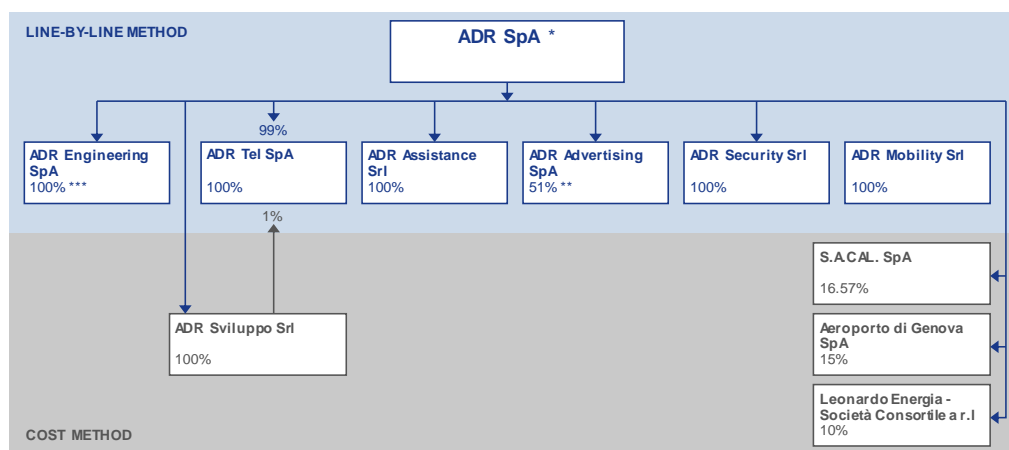 LINE-BY-LINE METHOD
ADR SpA *
99%
ADR Engineering
SpA
100% ***
ADR Tel SpA
100%
ADR Assistance
Srl
100%
ADR Advertising
SpA
51% **
ADR Security Srl
100%
ADR Mobility Srl
100%
1%
S.A.CAL. SpA
16.57%
ADR Sviluppo Srl
100%
Aeroporto di Genova
SpA
15%
Leonardo Energia -
Società Consortile a r.l
10%
COST METHOD